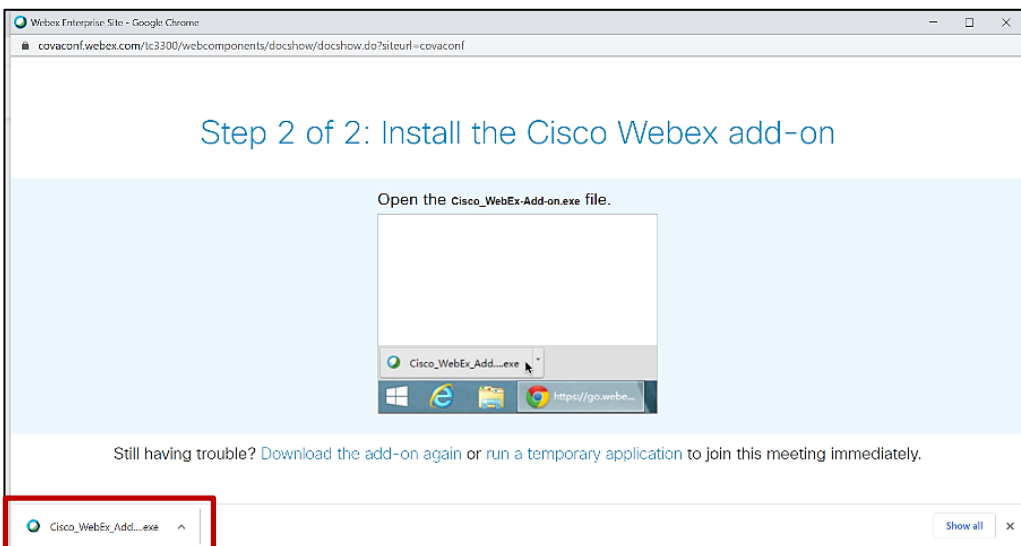 Webex Enterprise Site - Google Chrome
covaconf.webex.com/tc3300/webcomponents/docshow/docshow.do?siteurl=covaconf
Step 2 of 2: Install the Cisco Webex add-on
Open the Cisco_WebEx-Add-on.exe file.
Cisco_WebEx_Add....exe
https://go.webe...
Still having trouble? Download the add-on again or run a temporary application to join this meeting immediately.
Cisco_WebEx_Add....exe
Show all